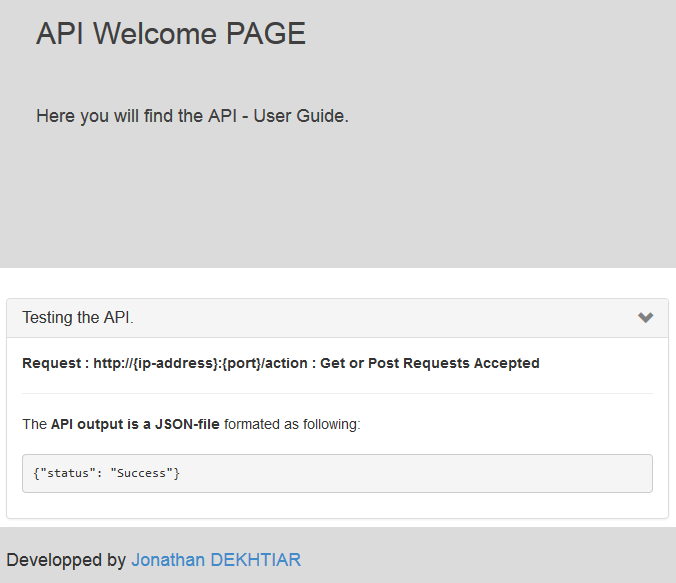 API Welcome PAGE
Here you will find the API - User Guide.
Testing the API.
Request : http://{ip-address}:{port}/action : Get or Post Requests Accepted
The API output is a JSON-file formated as following:
{"status": "Success"}
Developped by Jonathan DEKHTIAR